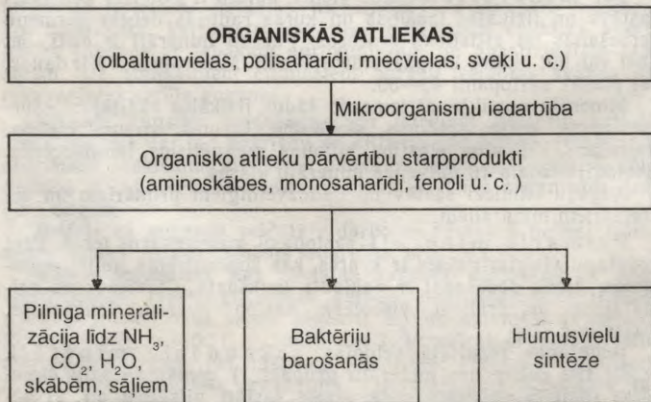 ORGANISKĀS ATLIEKAS
(olbaltumvielas, polisaharīdi, miecvielas, sveķi u. c.)
Mikroorganismu iedarbība
Organisko atlieku pārvērtību starpprodukti
(aminoskābes, monosaharīdi, fenoli u. c. )
Pilnīga minerali-
zācija līdz NH₃,
CO₂, H₂O,
skābēm, sāļiem
Baktēriju
barošanās
Humusvielu
sintēze